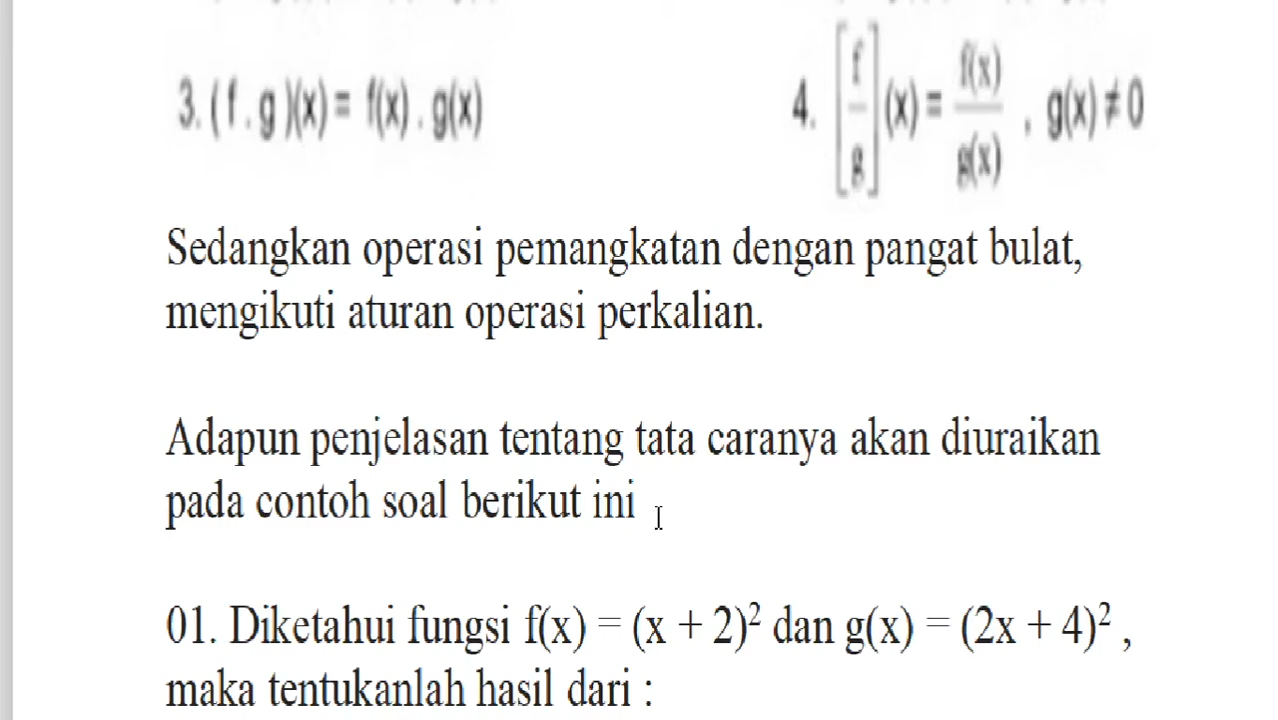 3. ( f . g )(x) = f(x) . g(x)
4. [f/g] (x) = f(x)/g(x) , g(x) ≠ 0
Sedangkan operasi pemangkatan dengan pangat bulat,
mengikuti aturan operasi perkalian.
Adapun penjelasan tentang tata caranya akan diuraikan
pada contoh soal berikut ini
01. Diketahui fungsi f(x) = (x + 2)² dan g(x) = (2x + 4)² ,
maka tentukanlah hasil dari :